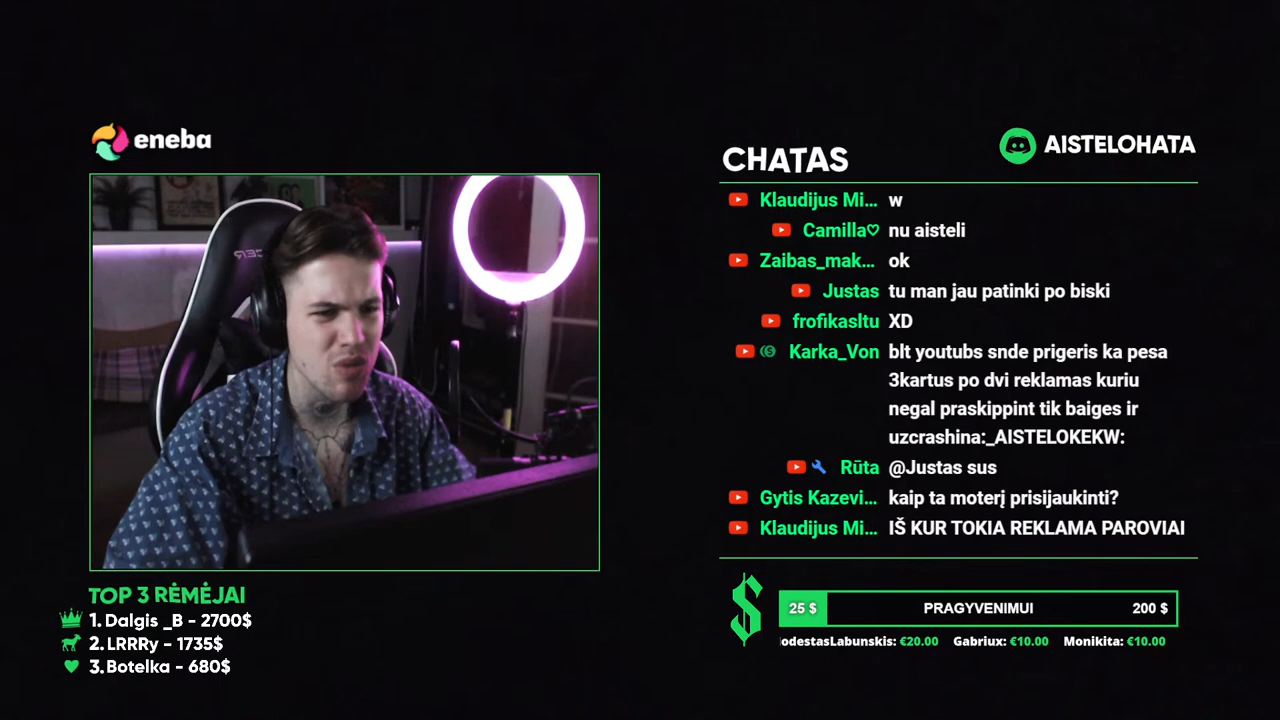 eneba
CHATAS
AISTELOHATA
Klaudijus Mi... w
Camilla♡ nu aisteli
Zaibas_mak... ok
Justas tu man jau patinki po biski
frofikasltu XD
Karka_Von blt youtubs snde prigeris ka pesa
3kartus po dvi reklamas kuriu
negal praskippint tik baiges ir
uzcrashina:_AISTELOKEKW:
Rūta @Justas sus
Gytis Kazevi... kaip ta moterį prisijaukinti?
Klaudijus Mi... IŠ KUR TOKIA REKLAMA PAROVIAI
TOP 3 RĖMĖJAI
1. Dalgis _B - 2700$
2. LRRRy - 1735$
3. Botelka - 680$
$
25 $ PRAGYVENIMUI 200 $
odestasLabunskis: €20.00 Gabriux: €10.00 Monikita: €10.00